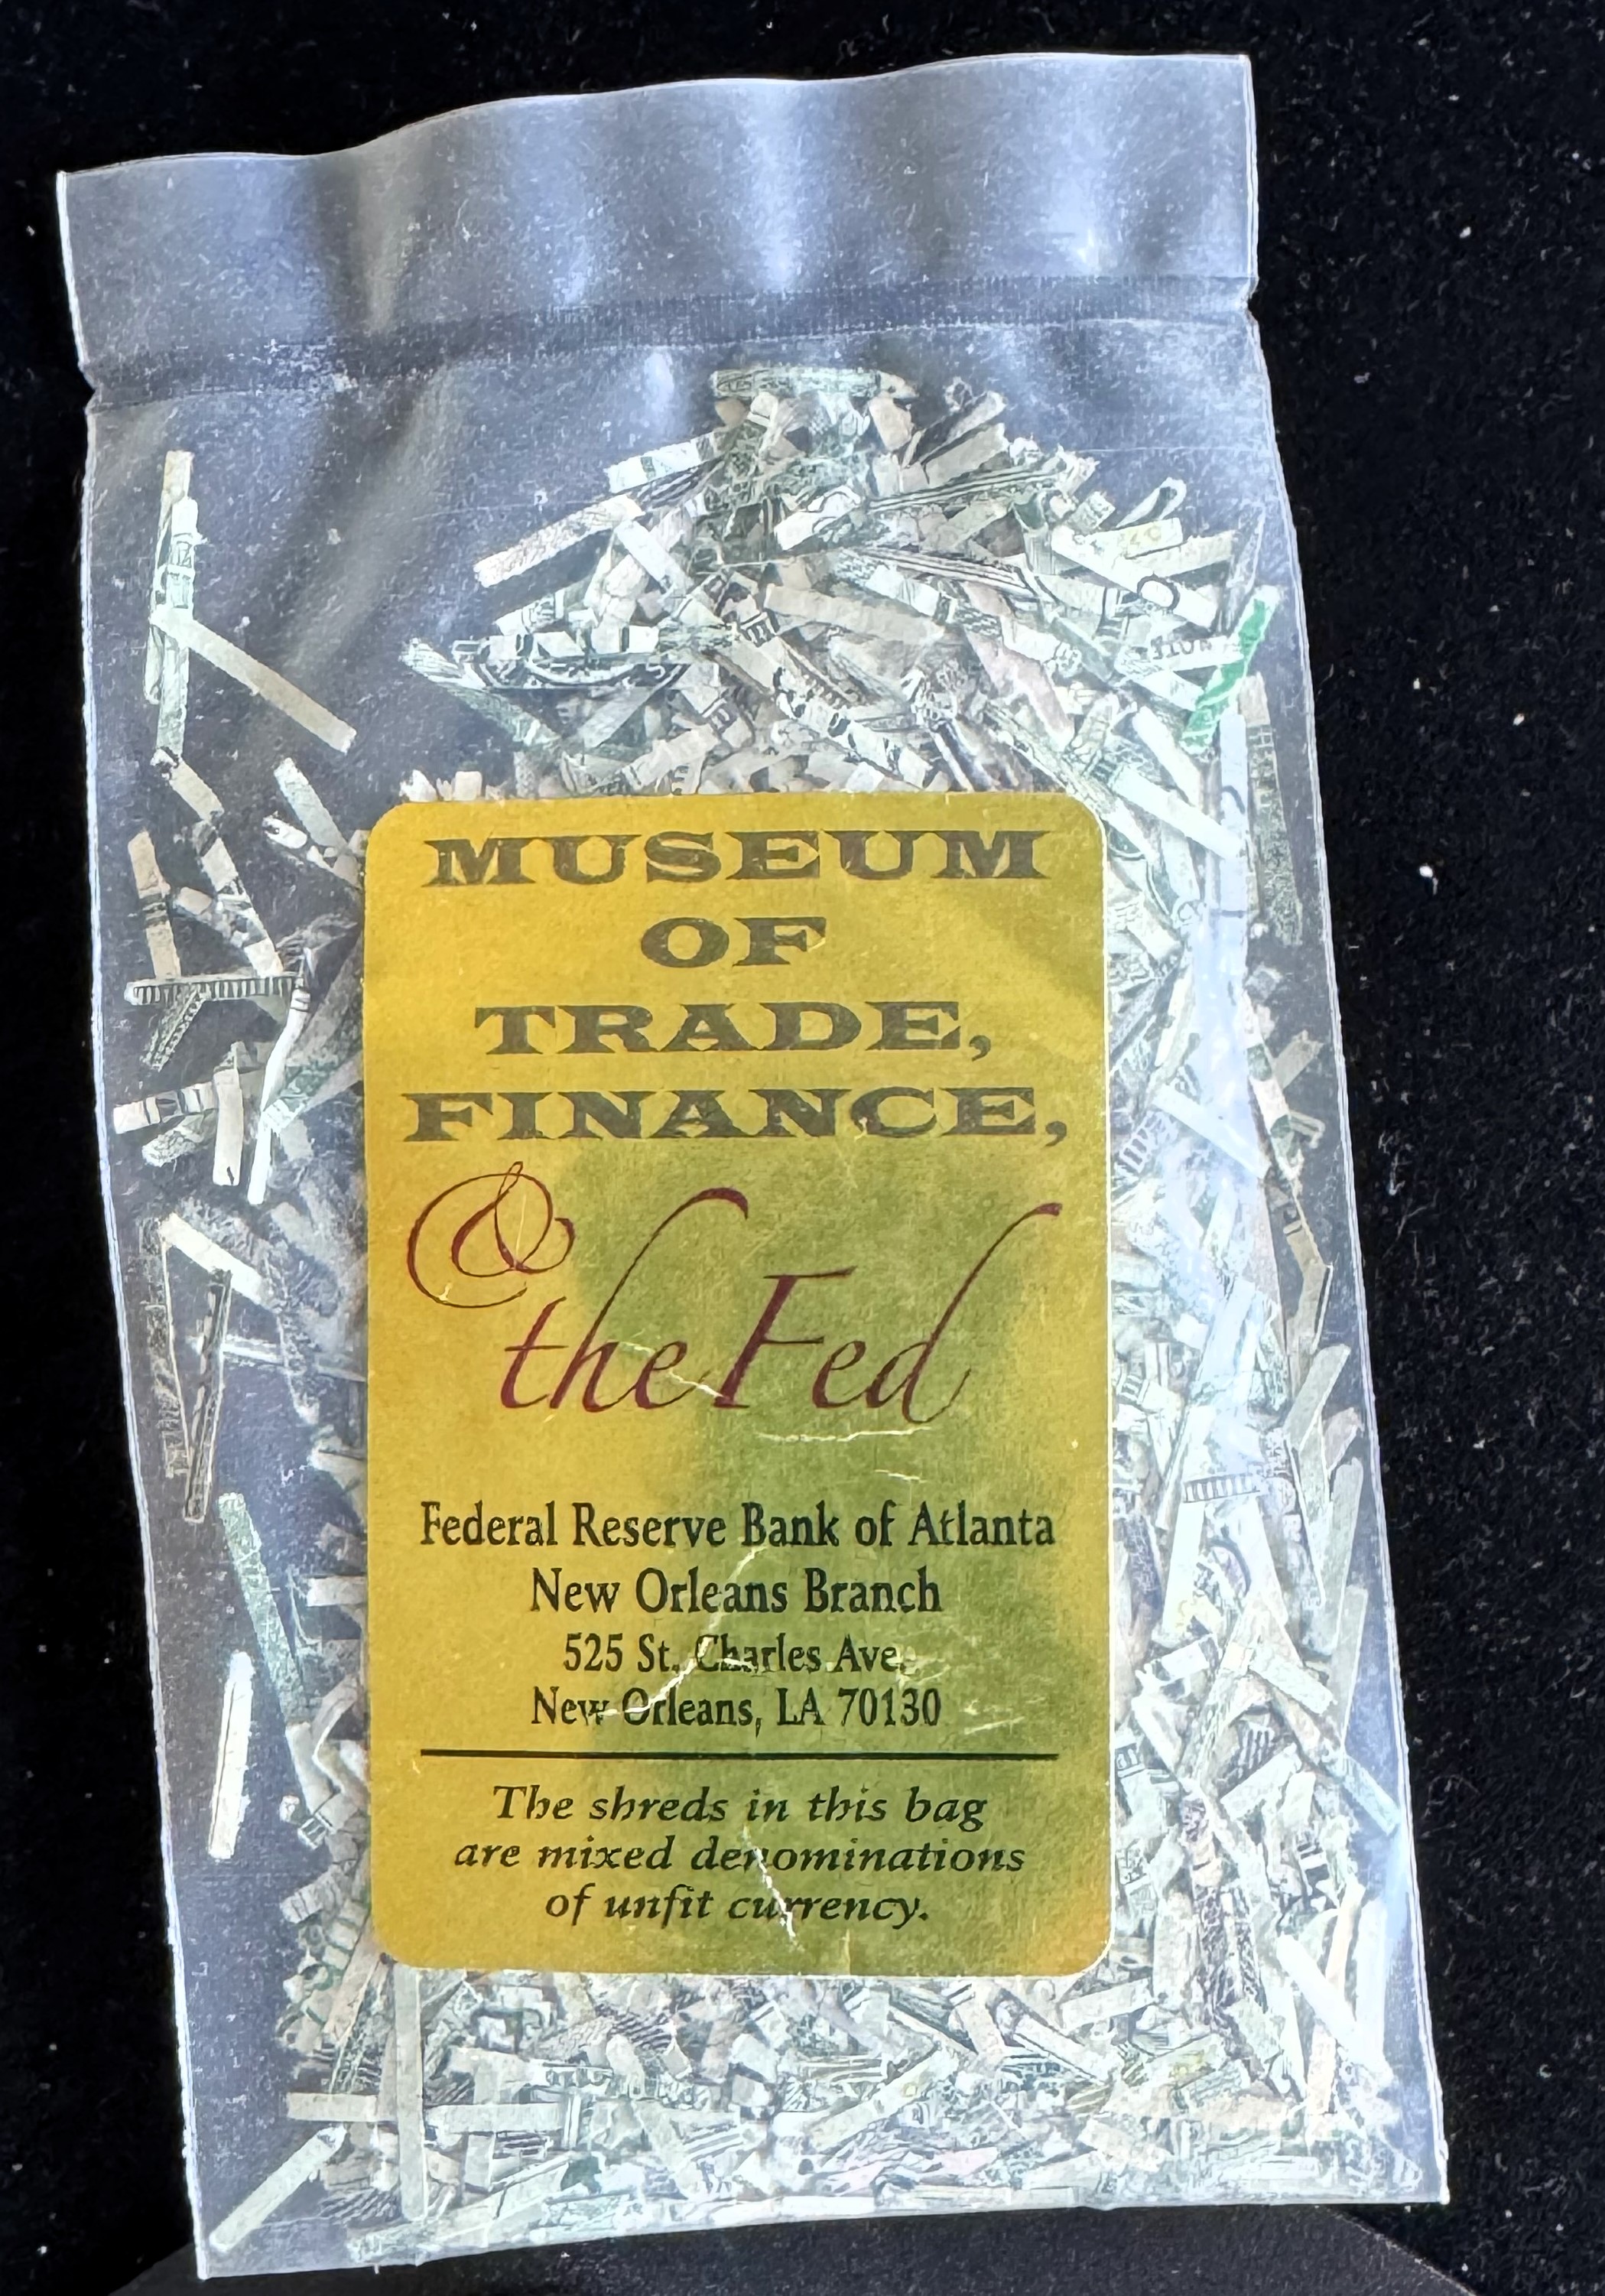 MUSEUM
OF
TRADE,
FINANCE,
&
the Fed
Federal Reserve Bank of Atlanta
New Orleans Branch
525 St. Charles Ave.
New Orleans, LA 70130
The shreds in this bag
are mixed denominations
of unfit currency.